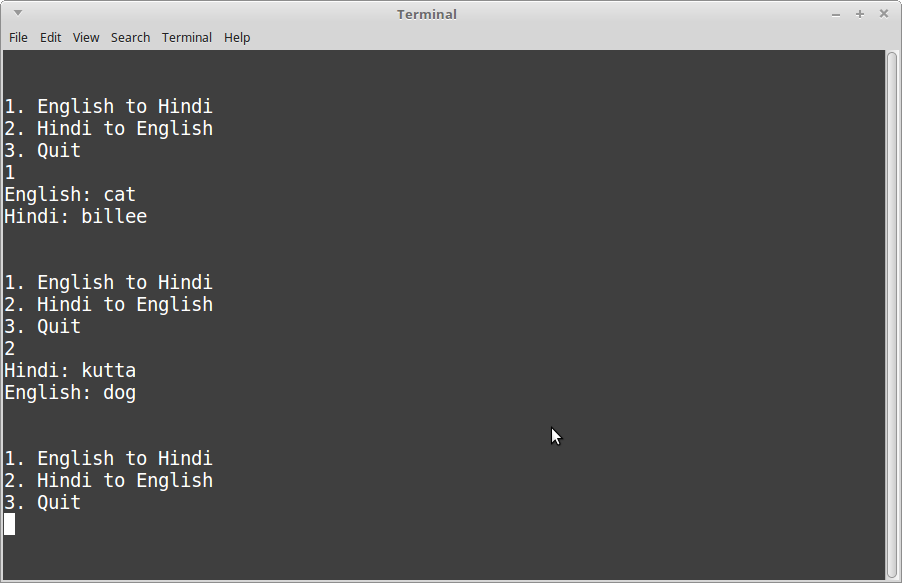 Terminal
File Edit View Search Terminal Help
1. English to Hindi
2. Hindi to English
3. Quit
1
English: cat
Hindi: billee
1. English to Hindi
2. Hindi to English
3. Quit
2
Hindi: kutta
English: dog
1. English to Hindi
2. Hindi to English
3. Quit